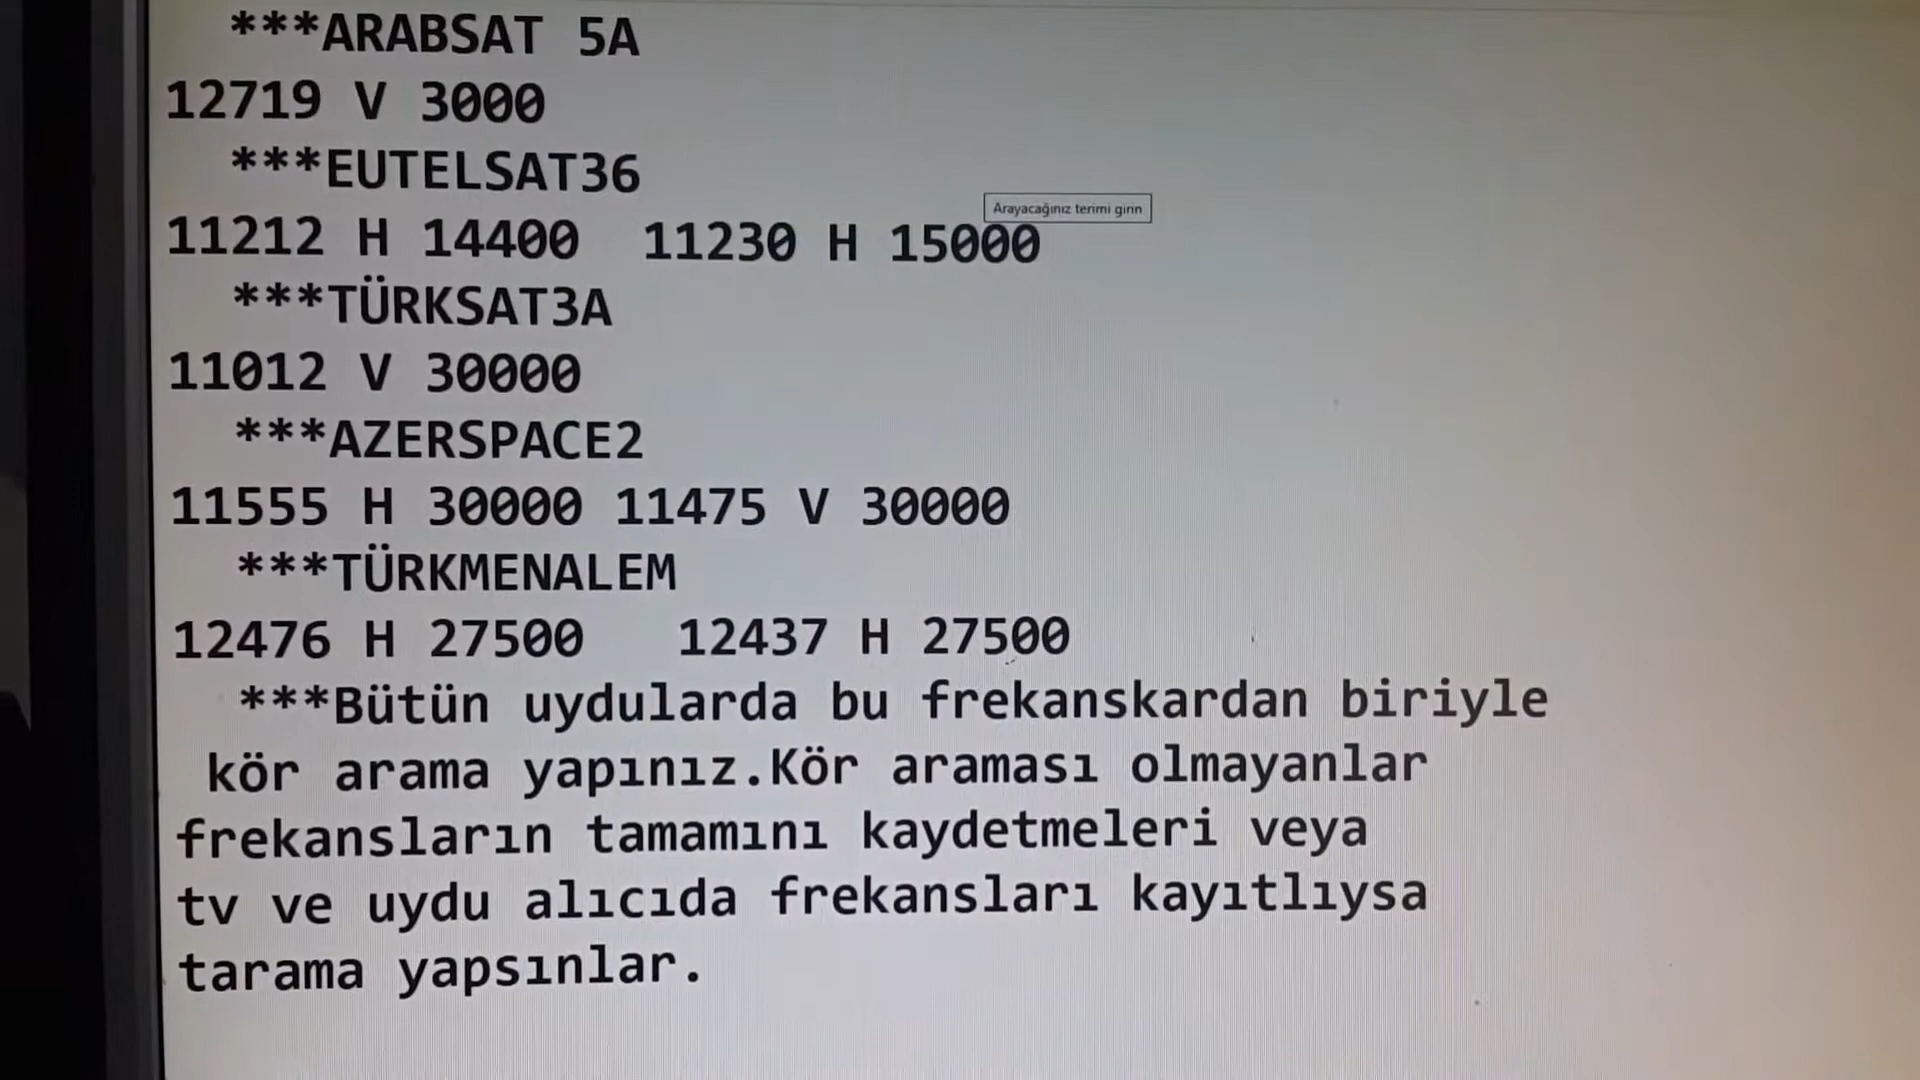 ***ARABSAT 5A
12719 V 3000
***EUTELSAT36
Arayacağınız terimi girin
11212 H 14400 11230 H 15000
***TÜRKSAT3A
11012 V 30000
***AZERSPACE2
11555 H 30000 11475 V 30000
***TÜRKMENALEM
12476 H 27500 12437 H 27500
***Bütün uydularda bu frekanskardan biriyle
kör arama yapınız.Kör araması olmayanlar
frekansların tamamını kaydetmeleri veya
tv ve uydu alıcıda frekansları kayıtlıysa
tarama yapsınlar.